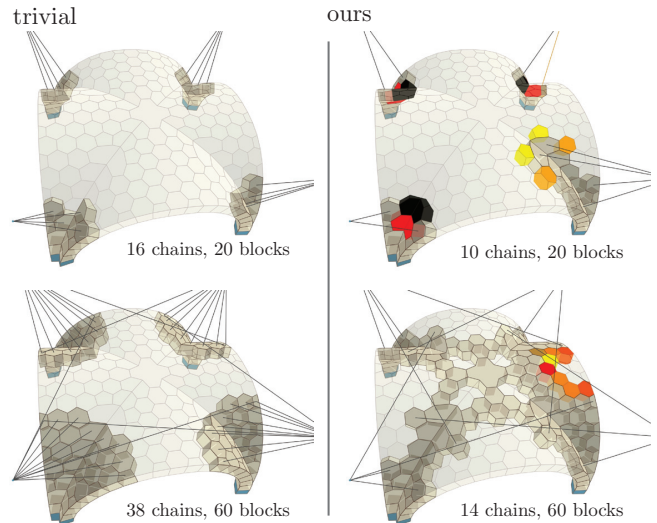 trivial
ours
16 chains, 20 blocks
10 chains, 20 blocks
38 chains, 60 blocks
14 chains, 60 blocks